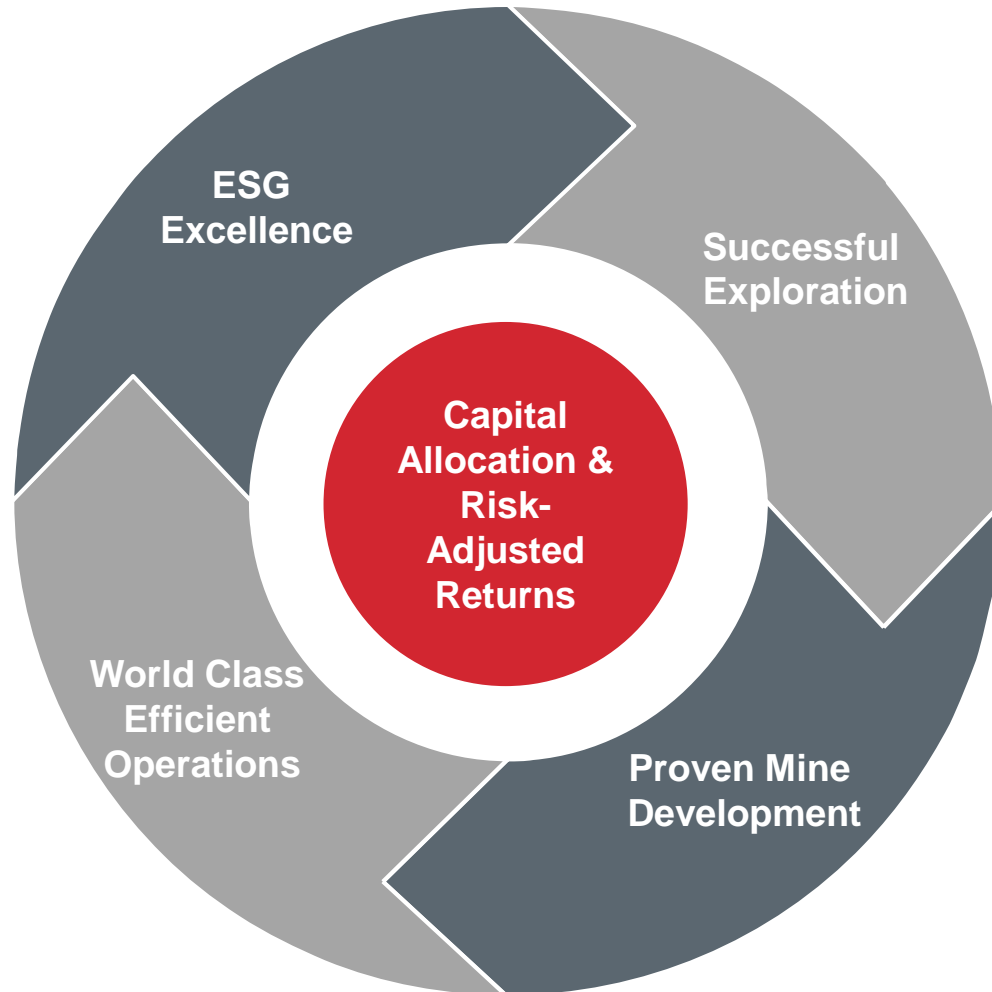 ESG
Excellence
Successful
Exploration
Capital
Allocation &
Risk-
Adjusted
Returns
World Class
Efficient
Operations
Proven Mine
Development